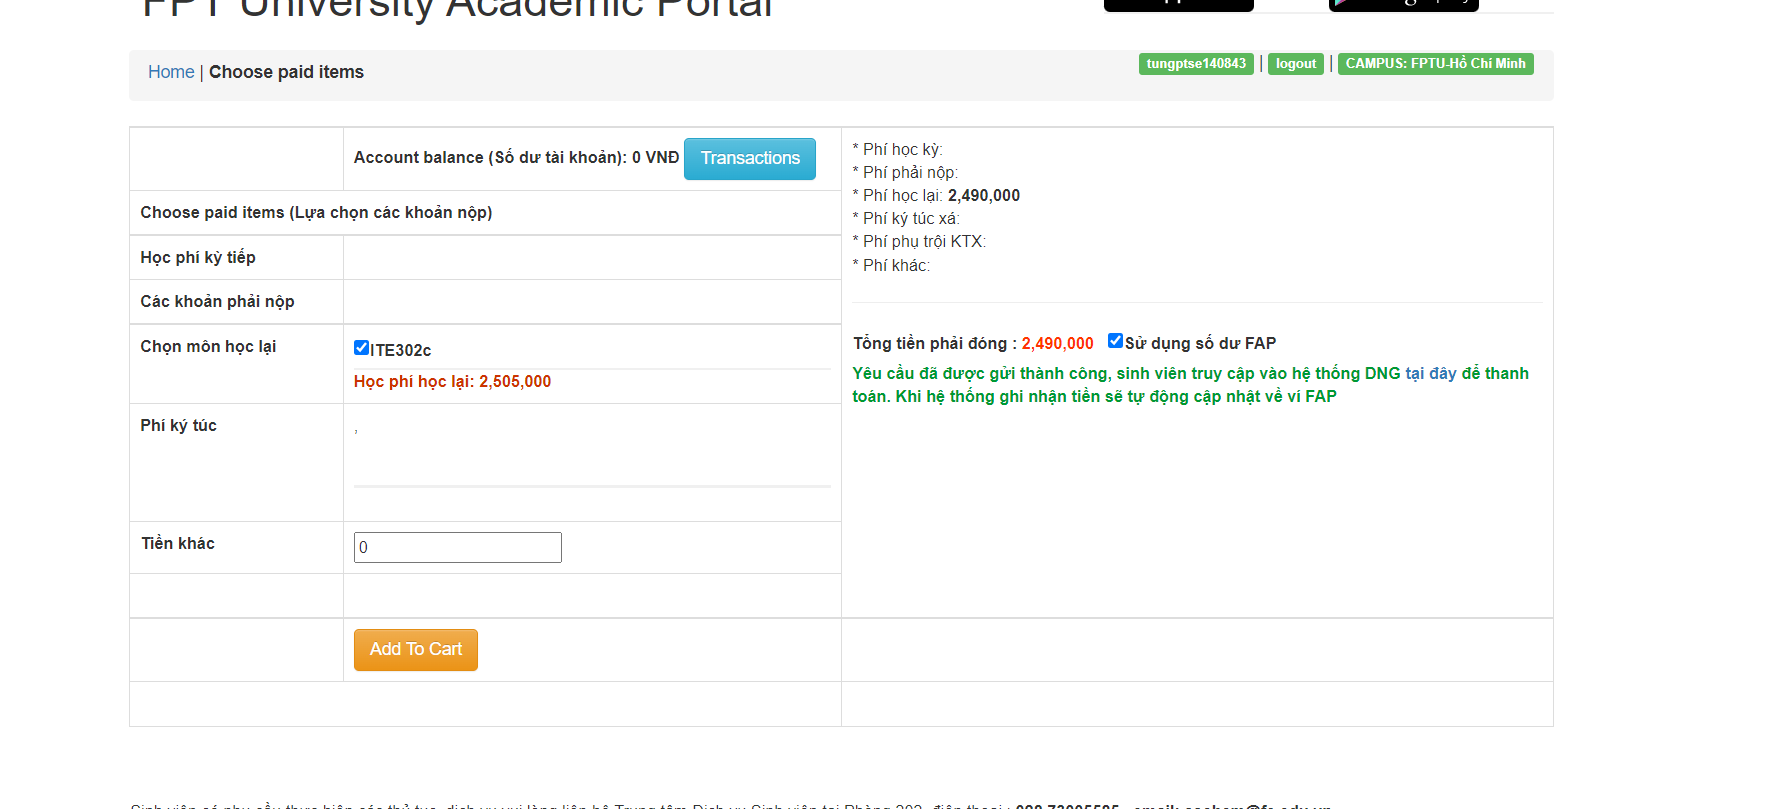 FPT University Academic Portal
Home | Choose paid items
tungptse140843 | logout | CAMPUS: FPTU-Hồ Chí Minh
Account balance (Số dư tài khoản): 0 VNĐ Transactions
Choose paid items (Lựa chọn các khoản nộp)
Học phí kỳ tiếp
Các khoản phải nộp
Chọn môn học lại
ITE302c
Học phí học lại: 2,505,000
Phí ký túc
,
Tiền khác
0
Add To Cart
* Phí học kỳ:
* Phí phải nộp:
* Phí học lại: 2,490,000
* Phí ký túc xá:
* Phí phụ trội KTX:
* Phí khác:
Tổng tiền phải đóng : 2,490,000 Sử dụng số dư FAP
Yêu cầu đã được gửi thành công, sinh viên truy cập vào hệ thống DNG tại đây để thanh
toán. Khi hệ thống ghi nhận tiền sẽ tự động cập nhật về ví FAP